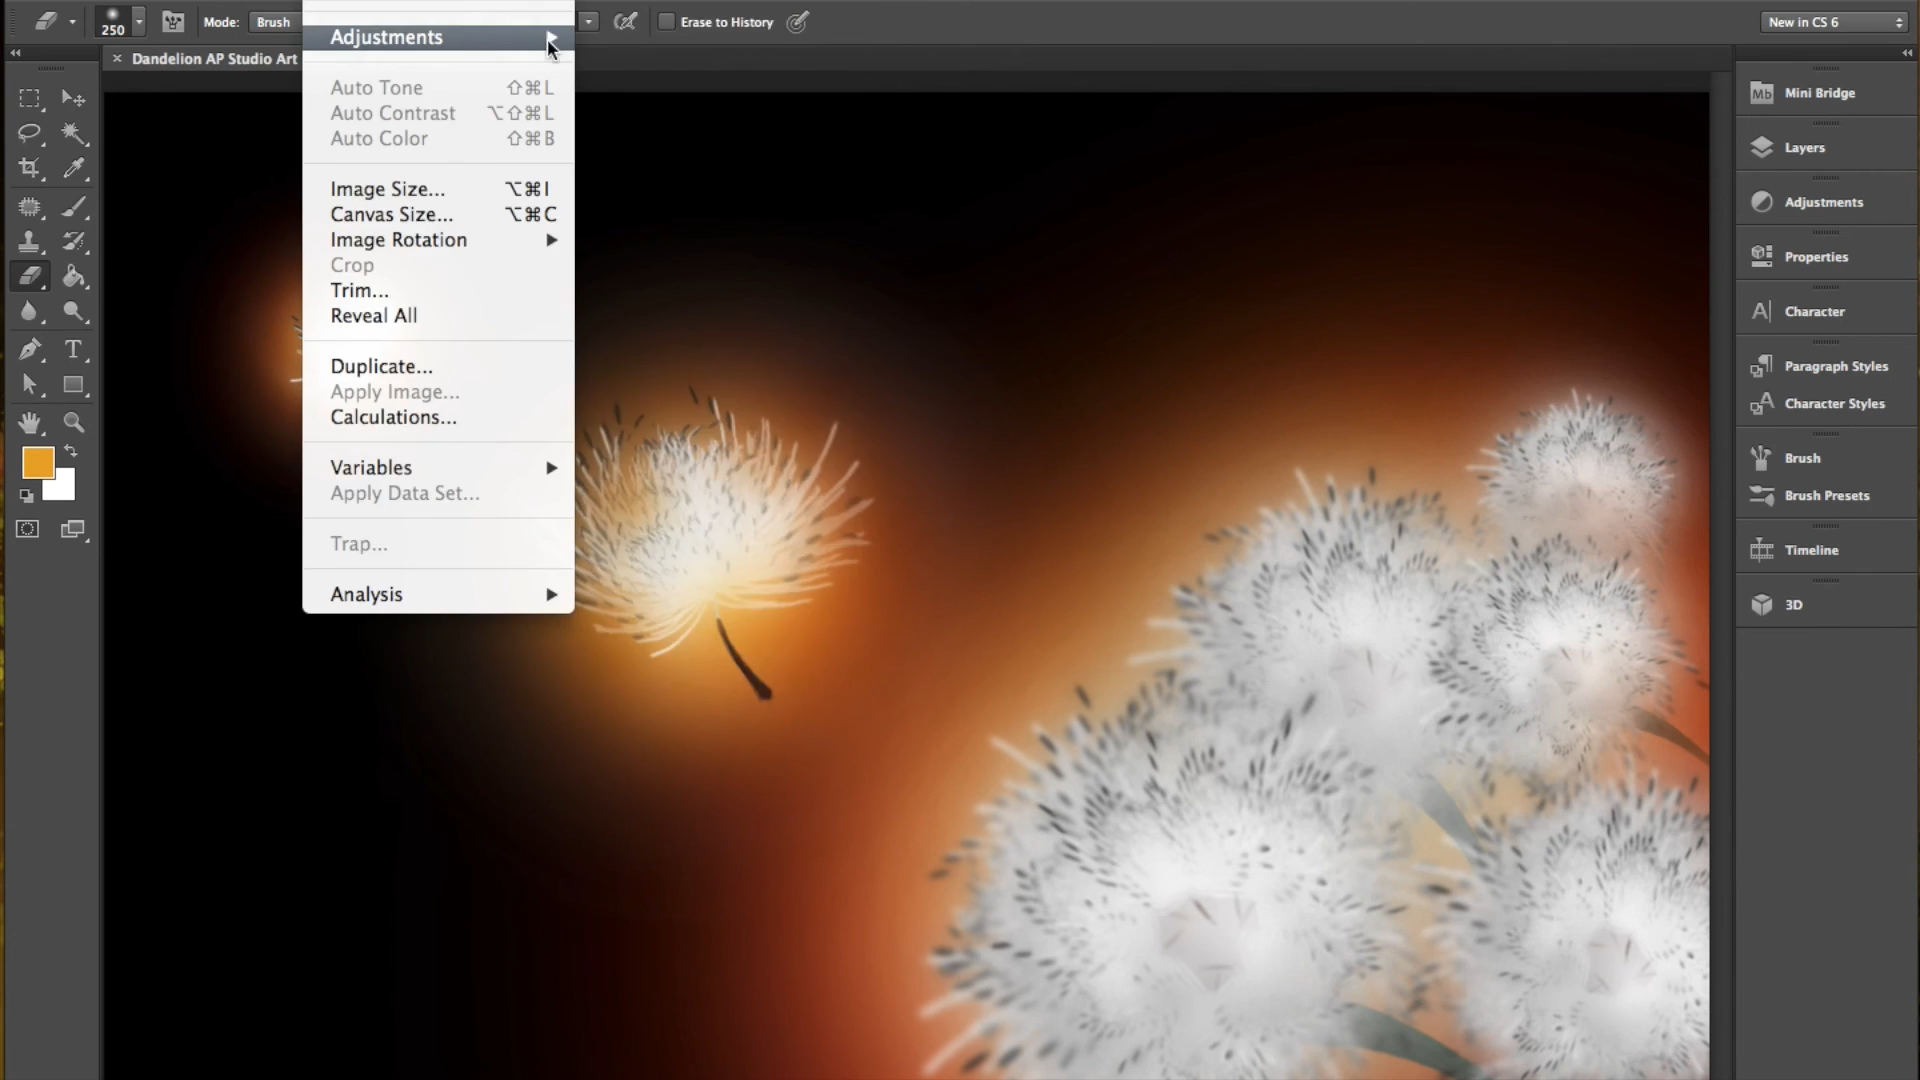 250
Mode: Brush
Erase to History
New in CS 6
Dandelion AP Studio Art
Adjustments
Auto Tone ⇧⌘L
Auto Contrast ⌥⇧⌘L
Auto Color ⇧⌘B
Image Size... ⌥⌘I
Canvas Size... ⌥⌘C
Image Rotation
Crop
Trim...
Reveal All
Duplicate...
Apply Image...
Calculations...
Variables
Apply Data Set...
Trap...
Analysis
Mb Mini Bridge
Layers
Adjustments
Properties
Character
Paragraph Styles
Character Styles
Brush
Brush Presets
Timeline
3D